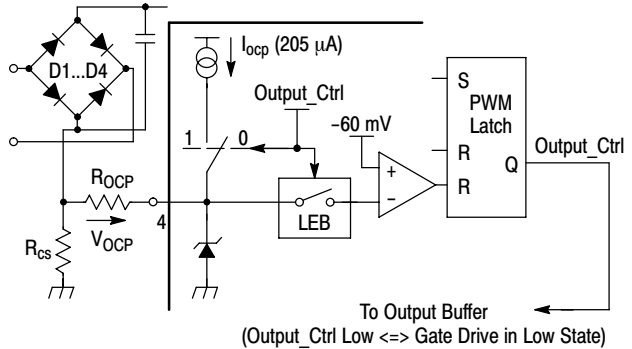 I_ocp (205 µA)
D1...D4
Output_Ctrl
1 0
–60 mV
S
PWM
Latch
R
Q
R
Output_Ctrl
+
–
LEB
R_OCP
4
V_OCP
R_cs
To Output Buffer
(Output_Ctrl Low <=> Gate Drive in Low State)